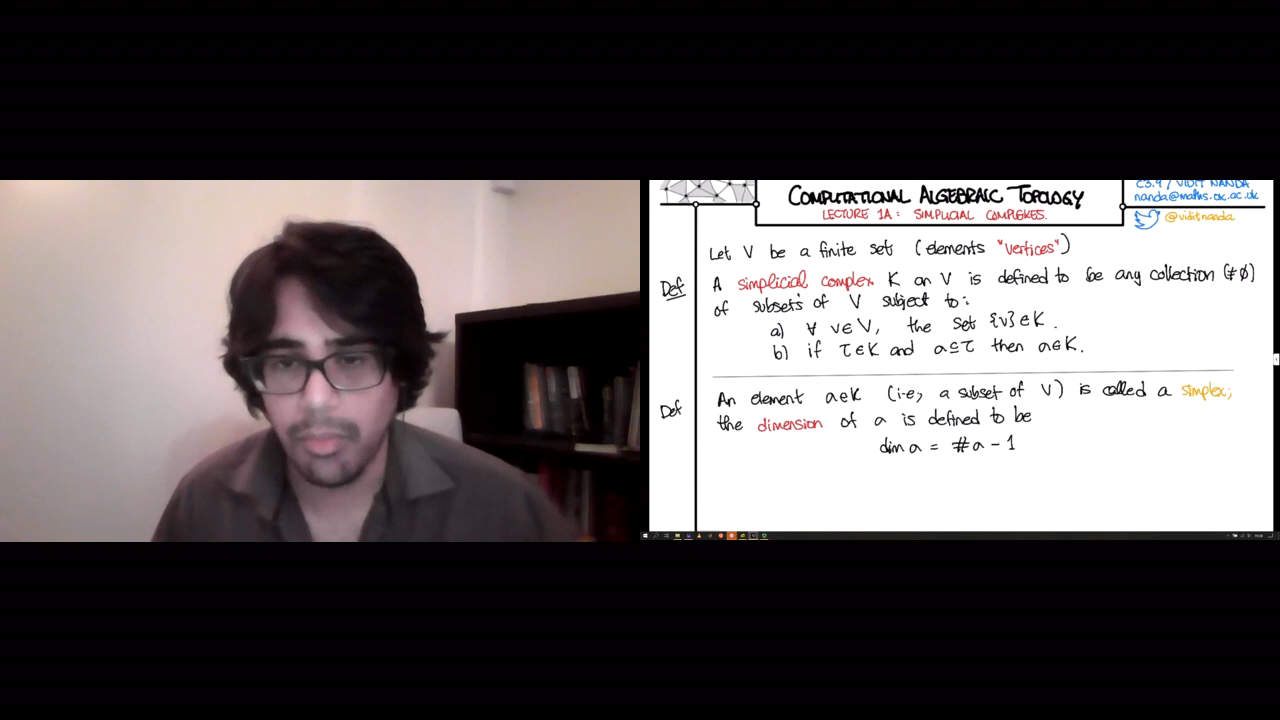 COMPUTATIONAL ALGEBRAIC TOPOLOGY
LECTURE 1A: SIMPLICIAL COMPLEXES.
C3.9 / VIDIT NANDA
nanda@maths.ox.ac.uk
@viditnanda
Let V be a finite set (elements "vertices")
Def A simplicial complex K on V is defined to be any collection (≠∅)
of subsets of V subject to:
a) ∀ v∈V, the set {v}∈K.
b) if τ∈K and σ⊆τ then σ∈K.
Def An element σ∈K (i.e., a subset of V) is called a simplex;
the dimension of σ is defined to be
dim σ = #σ - 1